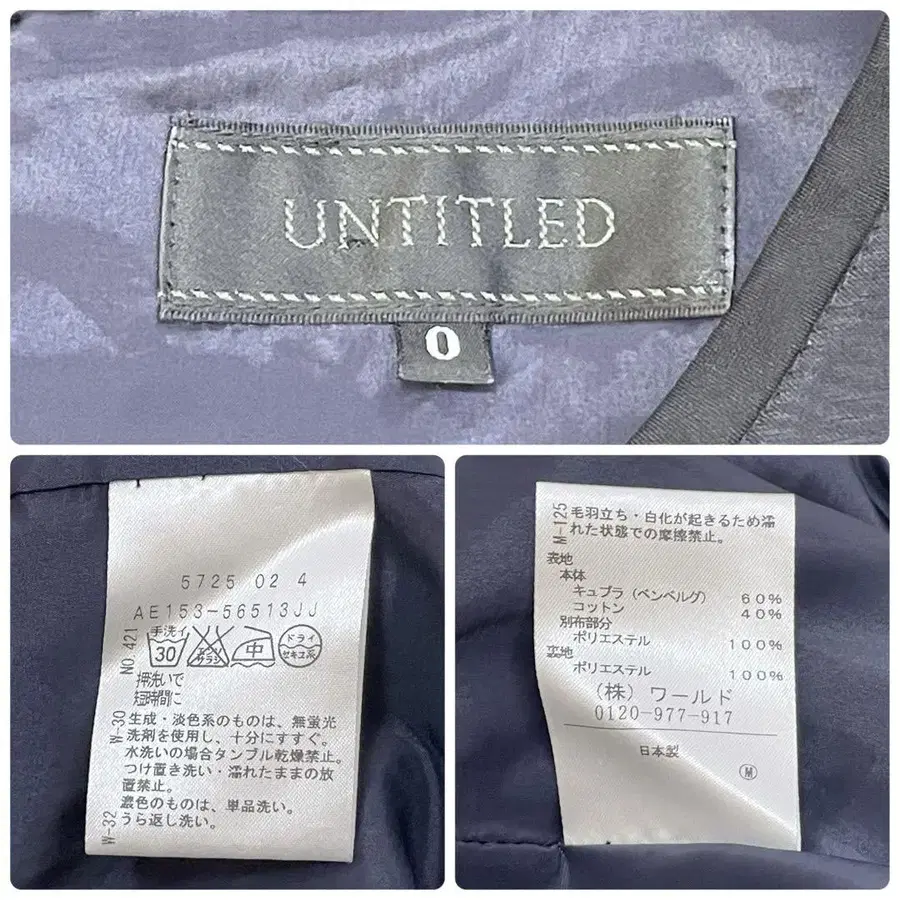 UNTITLED
0
5725 02 4
AE153-56513JJ
NO.421
手洗イ
30
エンソ
サラシ
中
ドライ
セキユ系
押洗いで
短時間に
W-30
生成・淡色系のものは、無蛍光
洗剤を使用し、十分にすすぐ。
水洗いの場合タンブル乾燥禁止。
つけ置き洗い・濡れたままの放
置禁止。
W-32
濃色のものは、単品洗い。
うら返し洗い。
M-125
毛羽立ち・白化が起きるため濡
れた状態での摩擦禁止。
表地
本体
キュプラ(ベンベルグ) 60%
コットン 40%
別布部分
ポリエステル 100%
裏地
ポリエステル 100%
(株) ワールド
0120-977-917
日本製
M